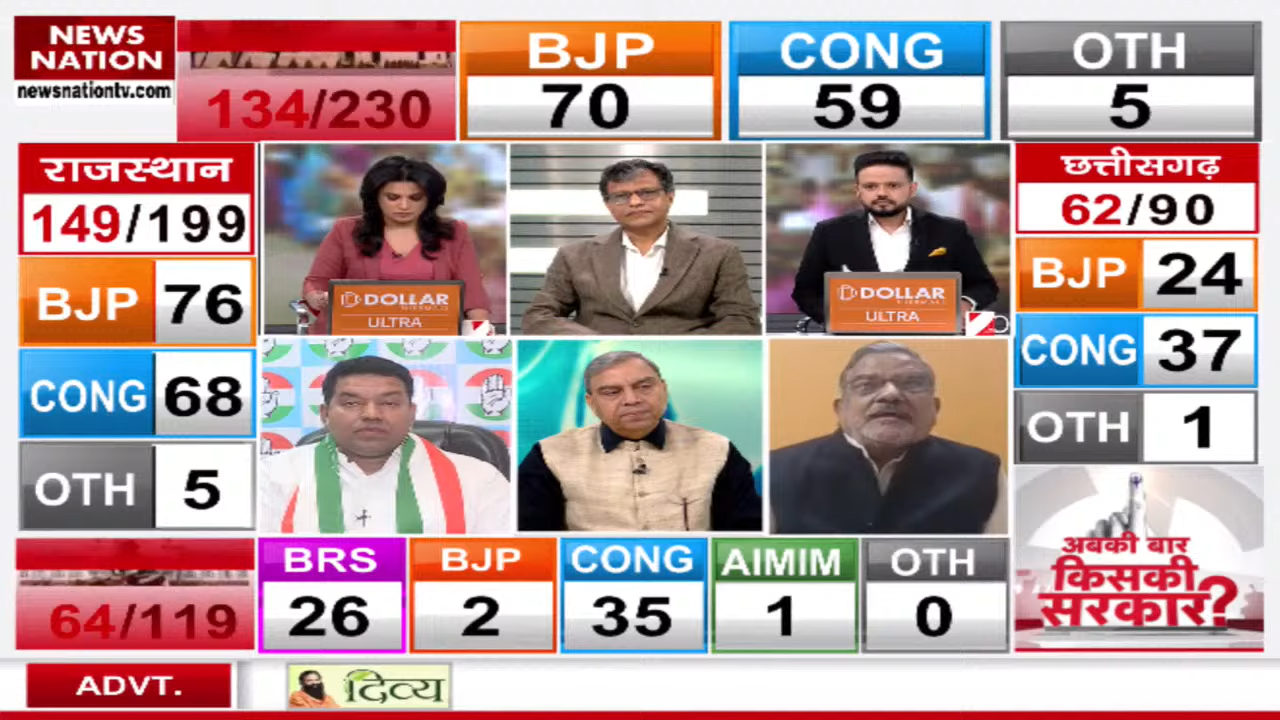 NEWS
NATION
newsnationtv.com
134/230
BJP
70
CONG
59
OTH
5
राजस्थान
149/199
BJP 76
CONG 68
OTH 5
DOLLAR
ULTRA
DOLLAR
ULTRA
छत्तीसगढ़
62/90
BJP 24
CONG 37
OTH 1
64/119
BRS
26
BJP
2
CONG
35
AIMIM
1
OTH
0
अबकी बार
किसकी
सरकार?
ADVT.
दिव्य